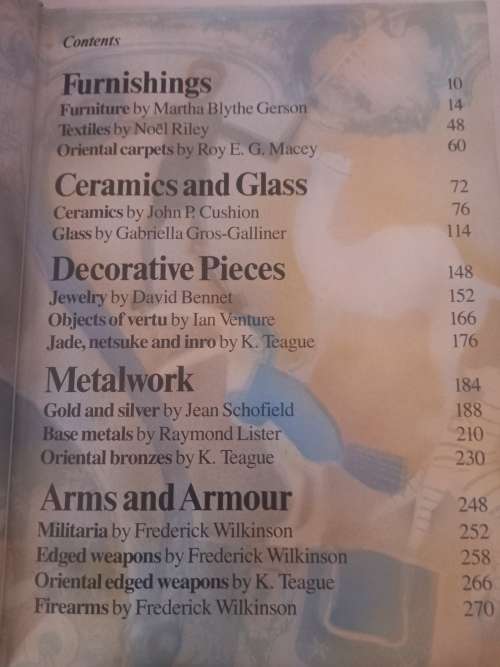 Contents
Furnishings 10
Furniture by Martha Blythe Gerson 14
Textiles by Noël Riley 48
Oriental carpets by Roy E. G. Macey 60
Ceramics and Glass 72
Ceramics by John P. Cushion 76
Glass by Gabriella Gros-Galliner 114
Decorative Pieces 148
Jewelry by David Bennet 152
Objects of vertu by Ian Venture 166
Jade, netsuke and inro by K. Teague 176
Metalwork 184
Gold and silver by Jean Schofield 188
Base metals by Raymond Lister 210
Oriental bronzes by K. Teague 230
Arms and Armour 248
Militaria by Frederick Wilkinson 252
Edged weapons by Frederick Wilkinson 258
Oriental edged weapons by K. Teague 266
Firearms by Frederick Wilkinson 270